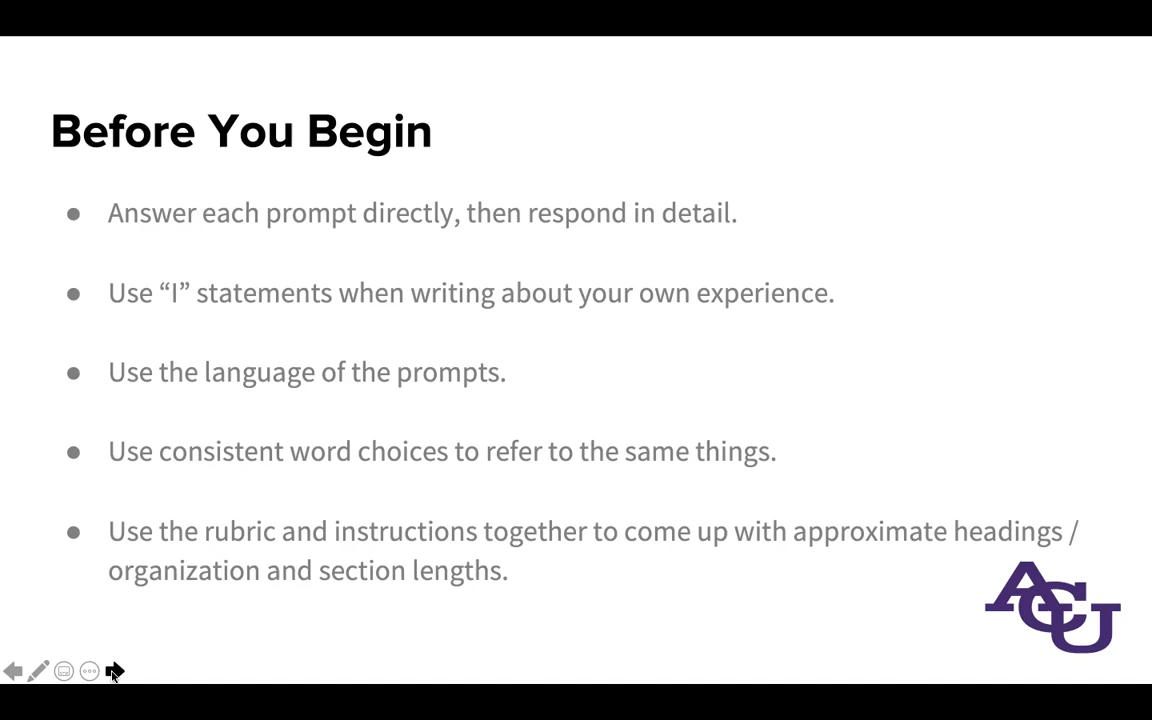 Before You Begin
● Answer each prompt directly, then respond in detail.
● Use “I” statements when writing about your own experience.
● Use the language of the prompts.
● Use consistent word choices to refer to the same things.
● Use the rubric and instructions together to come up with approximate headings /
organization and section lengths.
ACU